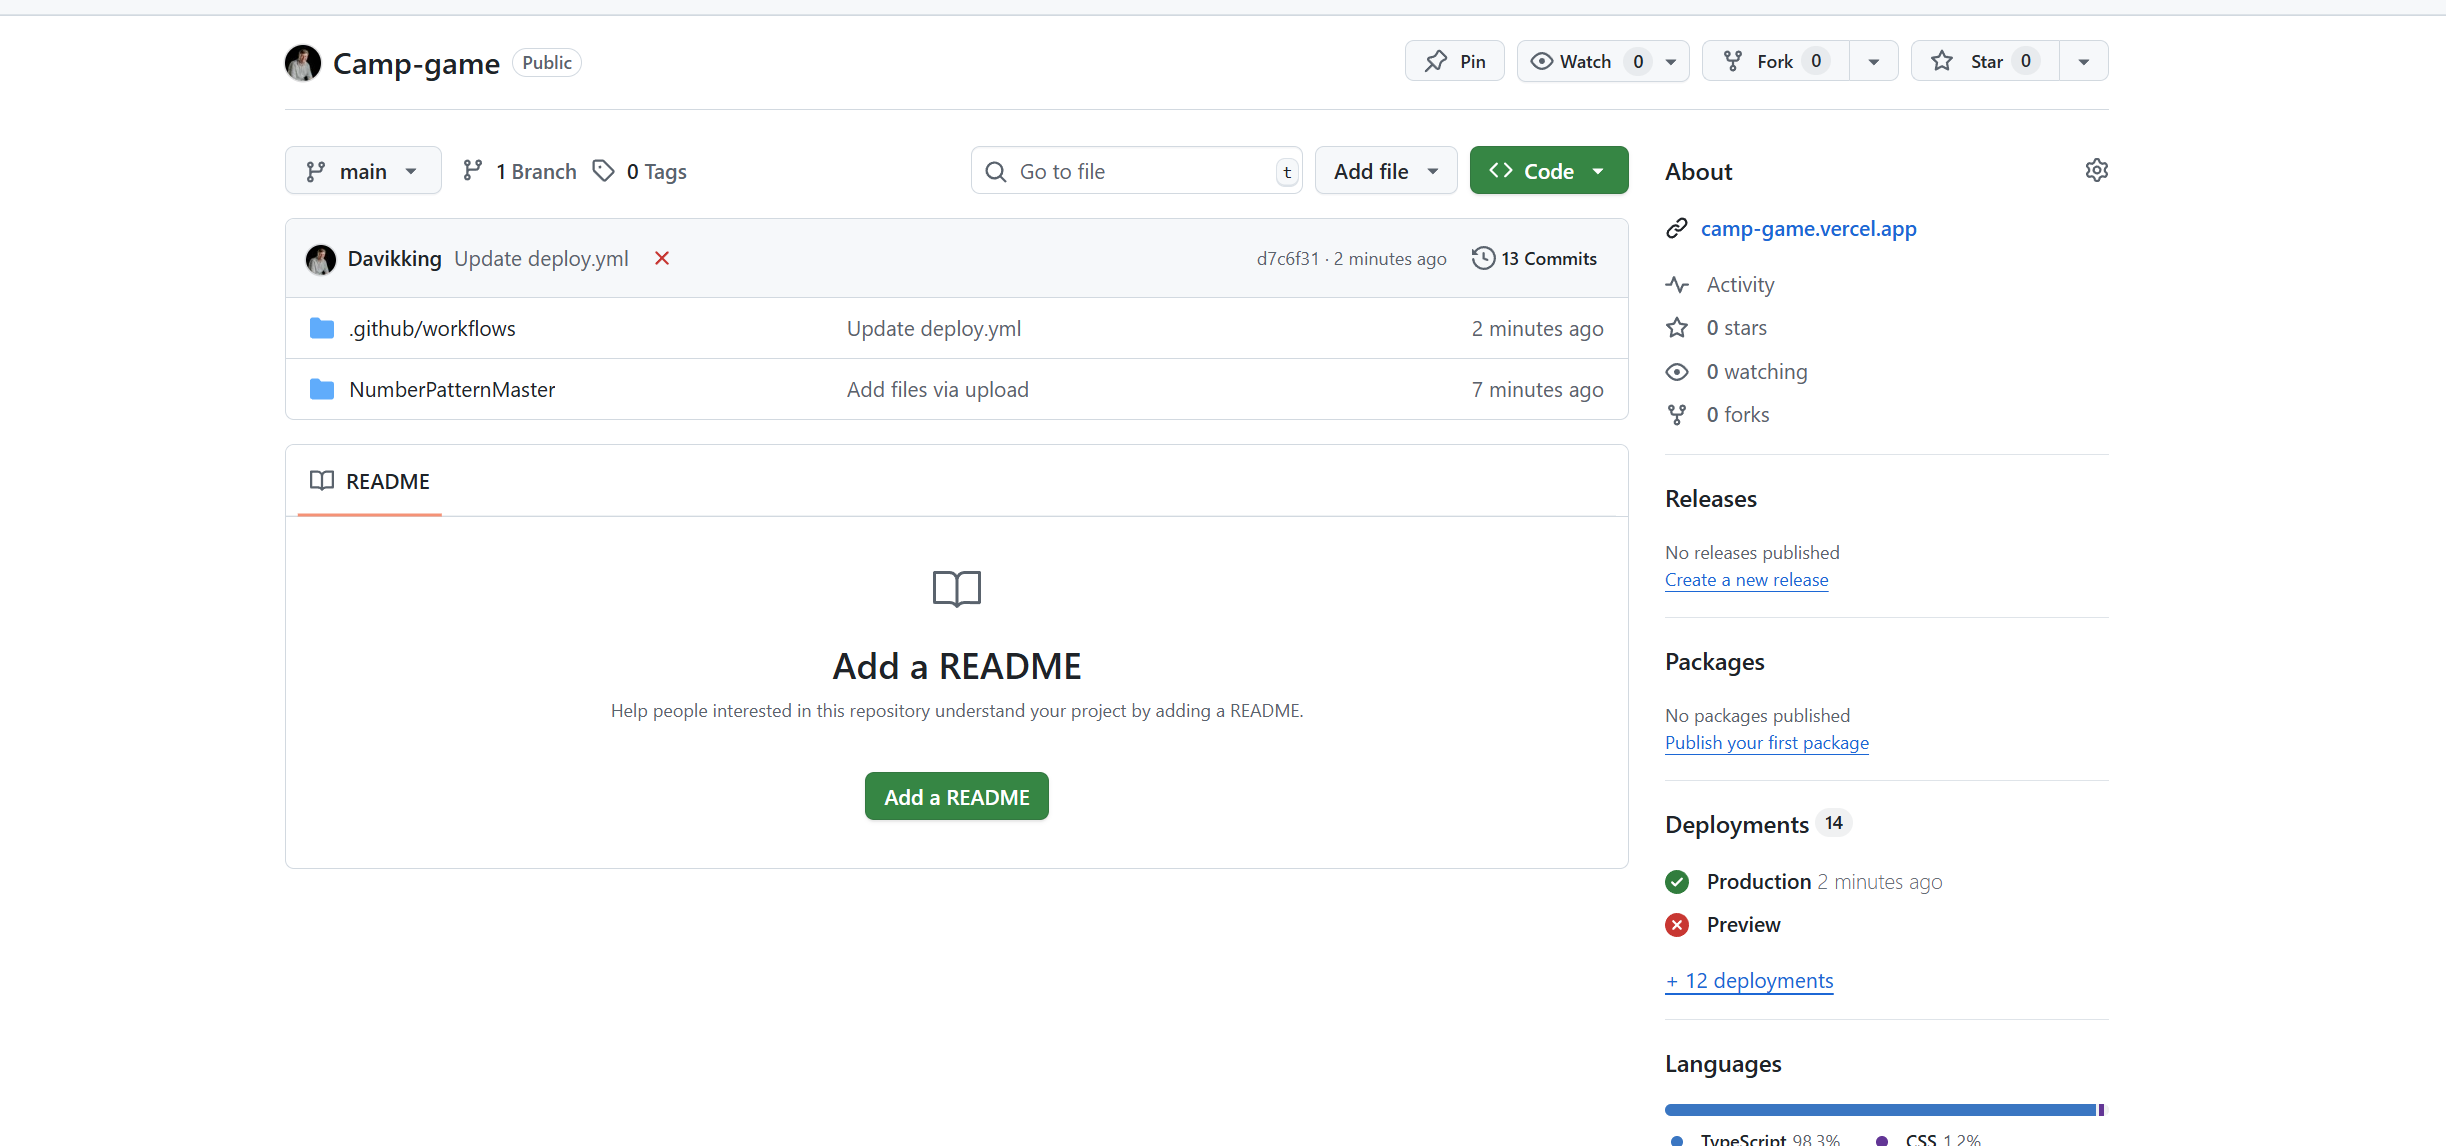 Camp-game Public
Pin
Watch 0
Fork 0
Star 0
main
1 Branch
0 Tags
Go to file t
Add file
Code
Davikking Update deploy.yml
d7c6f31 · 2 minutes ago
13 Commits
.github/workflows Update deploy.yml 2 minutes ago
NumberPatternMaster Add files via upload 7 minutes ago
README
Add a README
Help people interested in this repository understand your project by adding a README.
Add a README
About
camp-game.vercel.app
Activity
0 stars
0 watching
0 forks
Releases
No releases published
Create a new release
Packages
No packages published
Publish your first package
Deployments 14
Production 2 minutes ago
Preview
+ 12 deployments
Languages
TypeScript 98.3% CSS 1.2%